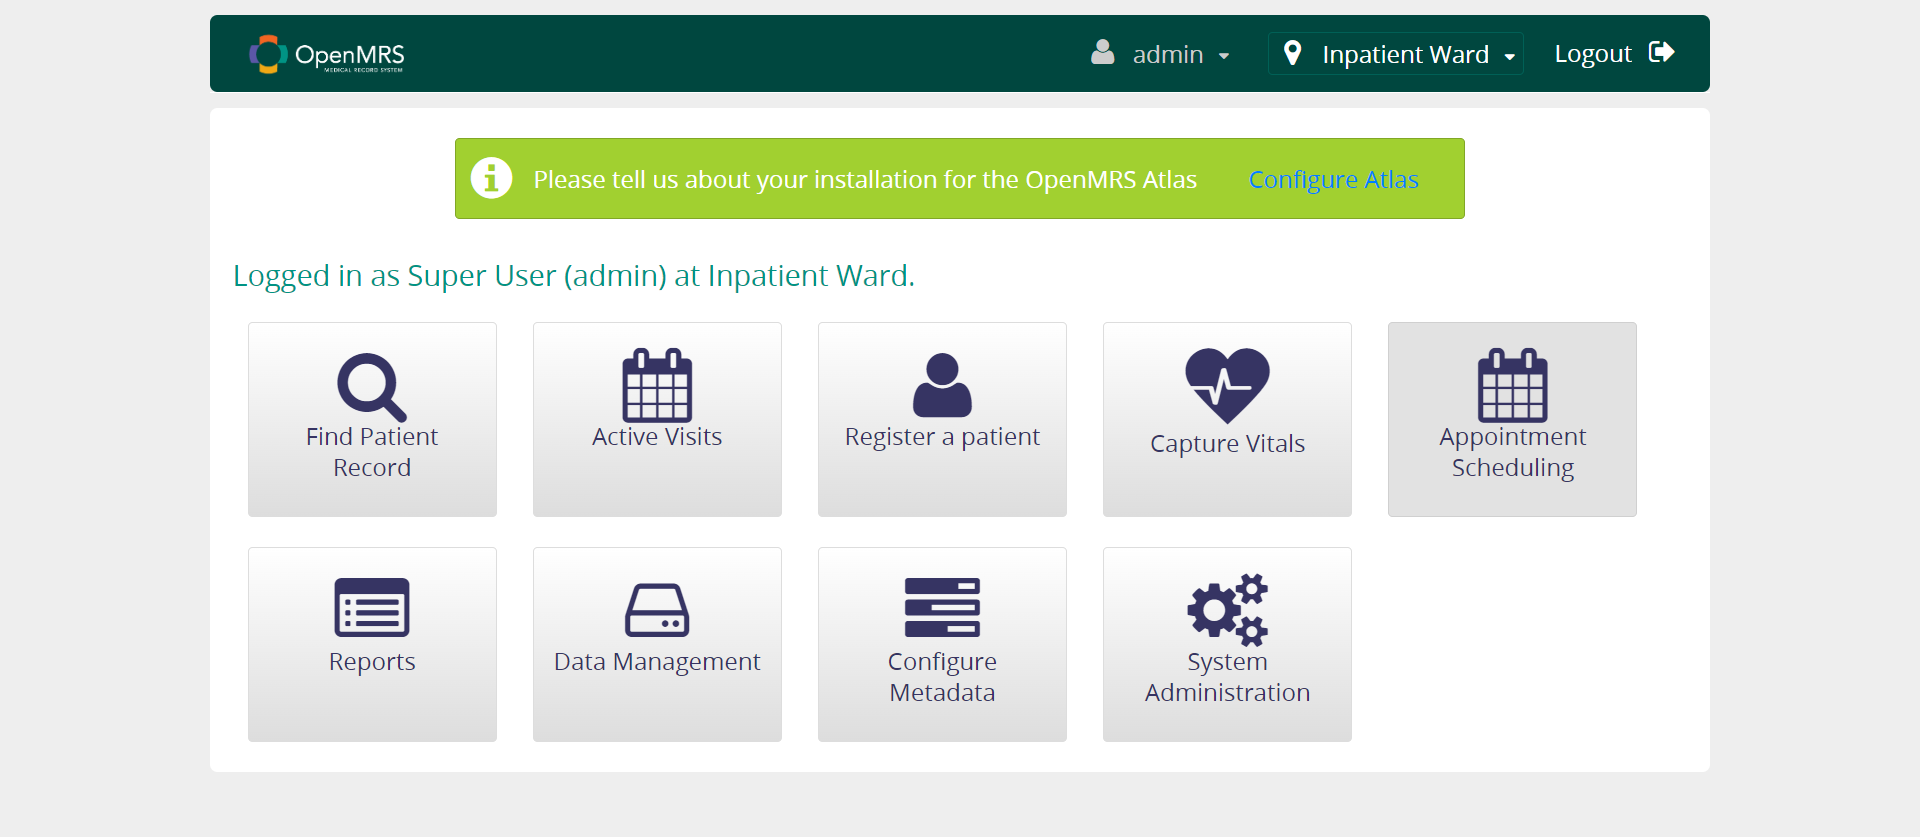 OpenMRS
MEDICAL RECORD SYSTEM
admin
Inpatient Ward
Logout
Please tell us about your installation for the OpenMRS Atlas
Configure Atlas
Logged in as Super User (admin) at Inpatient Ward.
Find Patient
Record
Active Visits
Register a patient
Capture Vitals
Appointment
Scheduling
Reports
Data Management
Configure
Metadata
System
Administration